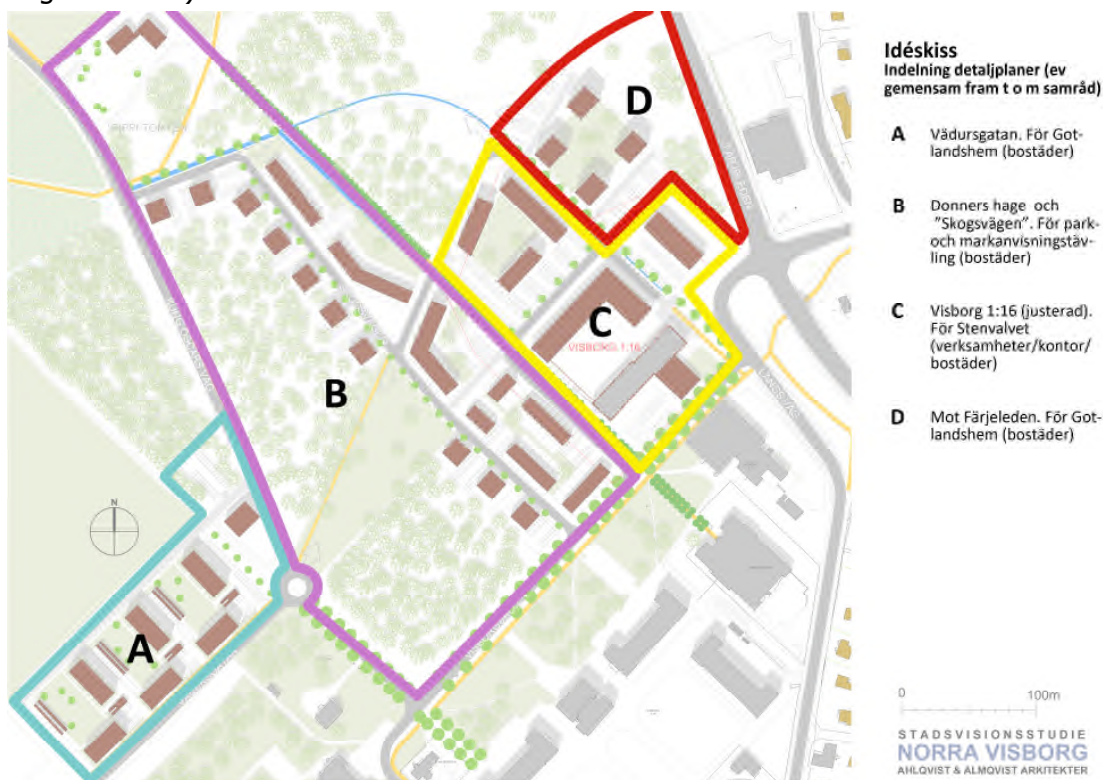 Idéskiss
Indelning detaljplaner (ev
gemensam fram t o m samråd)
A Vädursgatan. För Got-
landshem (bostäder)
B Donners hage och
"Skogsvägen". För park-
och markanvisningstäv-
ling (bostäder)
C Visborg 1:16 (justerad).
För Stenvalvet
(verksamheter/kontor/
bostäder)
D Mot Färjeleden. För Got-
landshem (bostäder)
D
C
VISBORG 1:16
B
N
A
0 100m
STADSVISIONSSTUDIE
NORRA VISBORG
AHLQVIST & ALMQVIST ARKITEKTER